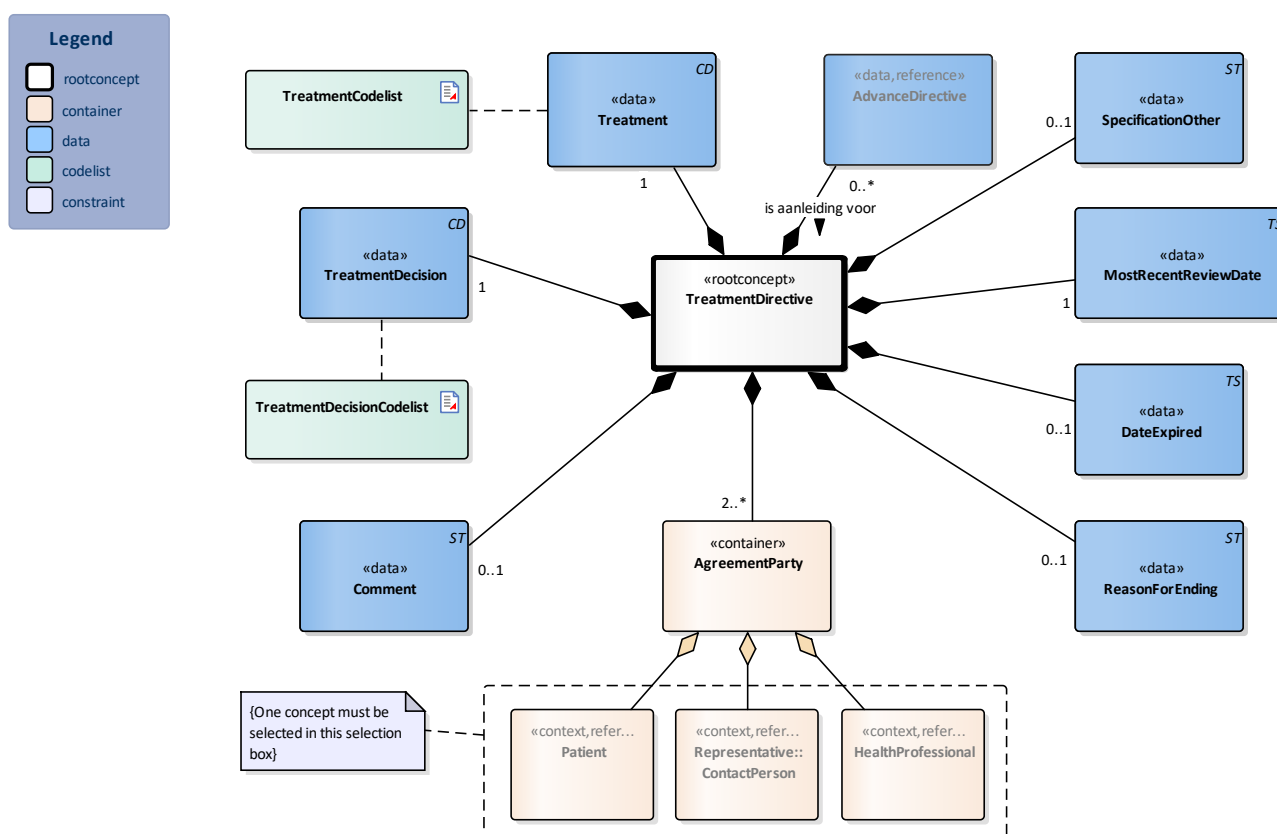 Legend
rootconcept
container
data
codelist
constraint
TreatmentCodelist
CD
«data»
Treatment
1
«data,reference»
AdvanceDirective
0..*
is aanleiding voor
ST
«data»
SpecificationOther
0..1
CD
«data»
TreatmentDecision
1
«rootconcept»
TreatmentDirective
TS
«data»
MostRecentReviewDate
1
TreatmentDecisionCodelist
TS
«data»
DateExpired
0..1
ST
«data»
Comment
0..1
2..*
«container»
AgreementParty
ST
«data»
ReasonForEnding
0..1
{One concept must be
selected in this selection
box}
«context,refer...
Patient
«context,refer...
Representative::
ContactPerson
«context,refer...
HealthProfessional